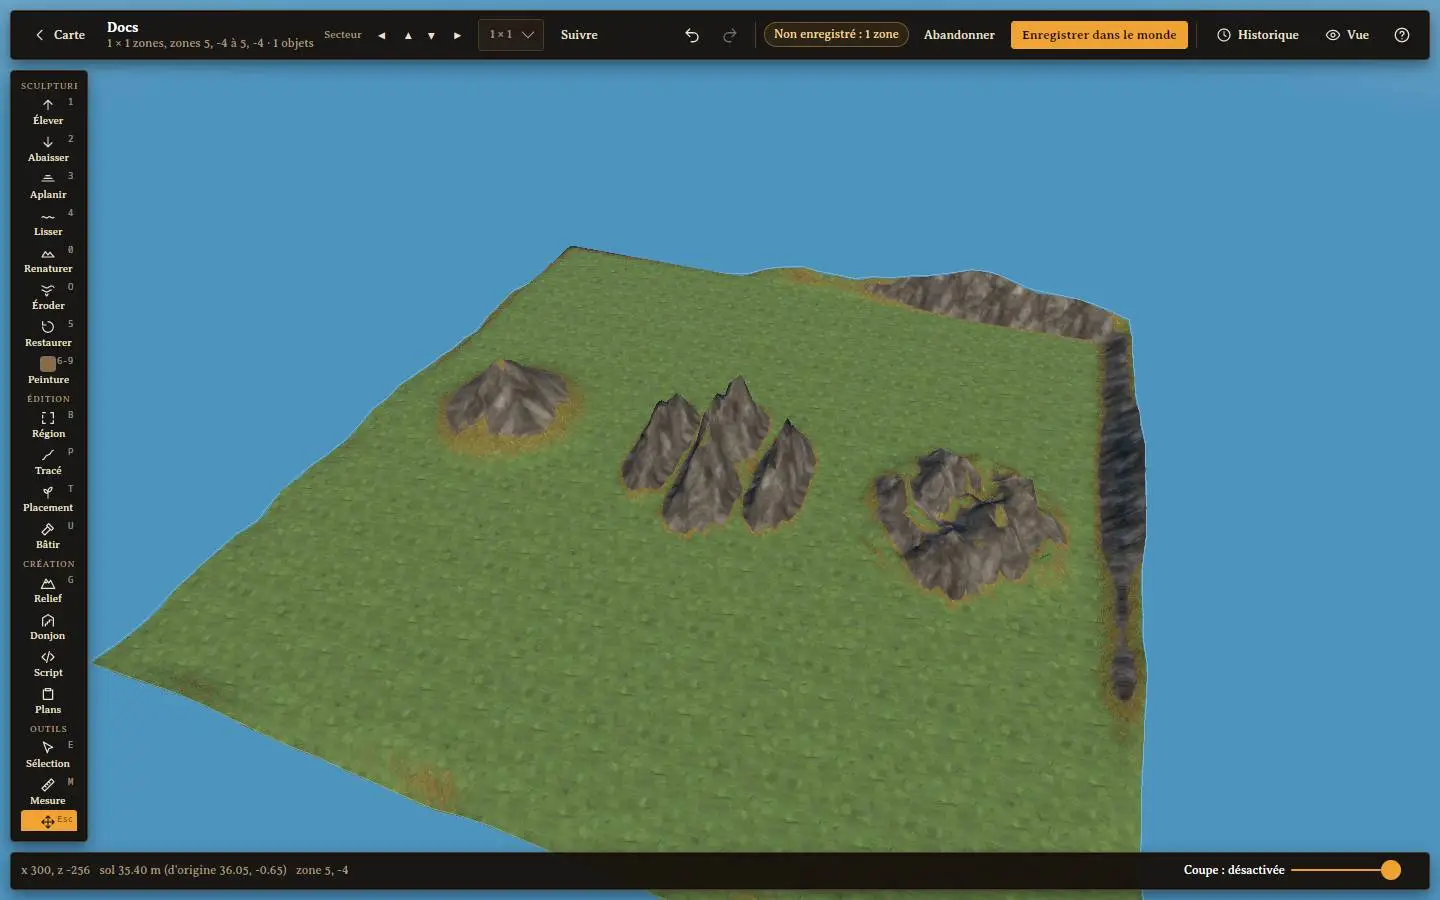 Carte
Docs
1 × 1 zones, zones 5, -4 à 5, -4 · 1 objets
Secteur
1 × 1
Suivre
Non enregistré : 1 zone
Abandonner
Enregistrer dans le monde
Historique
Vue
SCULPTURE
1
Élever
2
Abaisser
3
Aplanir
4
Lisser
0
Renaturer
O
Éroder
5
Restaurer
6-9
Peinture
ÉDITION
B
Région
P
Tracé
T
Placement
U
Bâtir
CRÉATION
G
Relief
Donjon
Script
Plans
OUTILS
E
Sélection
M
Mesure
Esc
x 300, z -256 sol 35.40 m (d'origine 36.05, -0.65) zone 5, -4
Coupe : désactivée